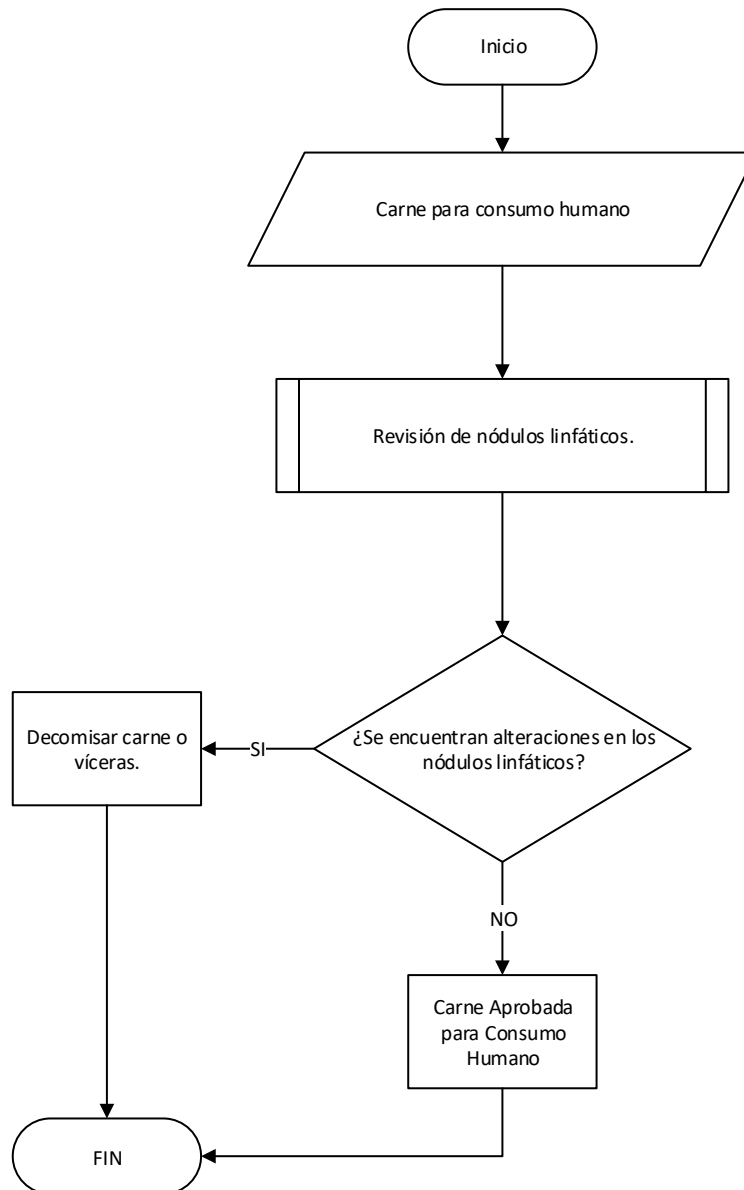 Inicio
Carne para consumo humano
Revisión de nódulos linfáticos.
¿Se encuentran alteraciones en los
nódulos linfáticos?
SI
Decomisar carne o
víceras.
NO
Carne Aprobada
para Consumo
Humano
FIN